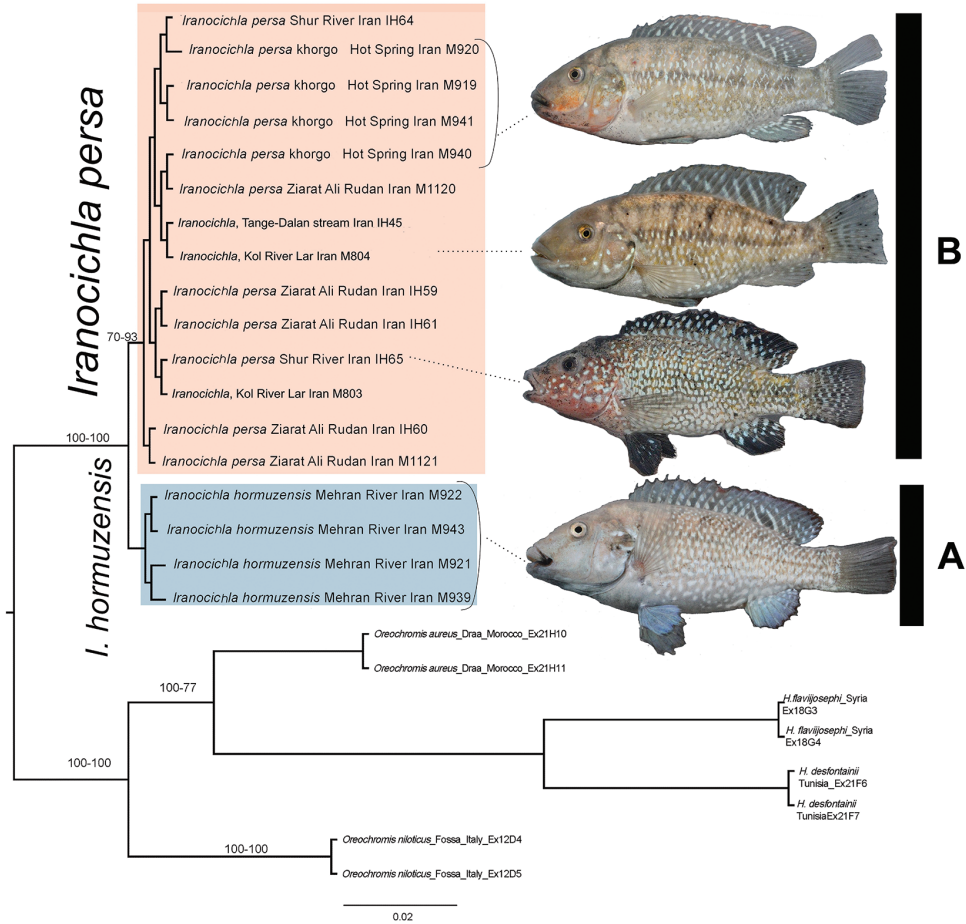 Iranocichla persa
Iranocichla persa Shur River Iran IH64
Iranocichla persa khorgo Hot Spring Iran M920
Iranocichla persa khorgo Hot Spring Iran M919
Iranocichla persa khorgo Hot Spring Iran M941
Iranocichla persa khorgo Hot Spring Iran M940
Iranocichla persa Ziarat Ali Rudan Iran M1120
Iranocichla, Tange-Dalan stream Iran IH45
Iranocichla, Kol River Lar Iran M804
Iranocichla persa Ziarat Ali Rudan Iran IH59
Iranocichla persa Ziarat Ali Rudan Iran IH61
Iranocichla persa Shur River Iran IH65
Iranocichla, Kol River Lar Iran M803
Iranocichla persa Ziarat Ali Rudan Iran IH60
Iranocichla persa Ziarat Ali Rudan Iran M1121
B
70-93
100-100
I. hormuzensis
Iranocichla hormuzensis Mehran River Iran M922
Iranocichla hormuzensis Mehran River Iran M943
Iranocichla hormuzensis Mehran River Iran M921
Iranocichla hormuzensis Mehran River Iran M939
A
Oreochromis aureus_Draa_Morocco_Ex21H10
Oreochromis aureus_Draa_Morocco_Ex21H11
100-77
H.flaviijosephi_Syria
Ex18G3
H. flaviijosephi_Syria
Ex18G4
100-100
H. desfontainii
Tunisia_Ex21F6
H. desfontainii
TunisiaEx21F7
100-100
Oreochromis niloticus_Fossa_Italy_Ex12D4
Oreochromis niloticus_Fossa_Italy_Ex12D5
0.02